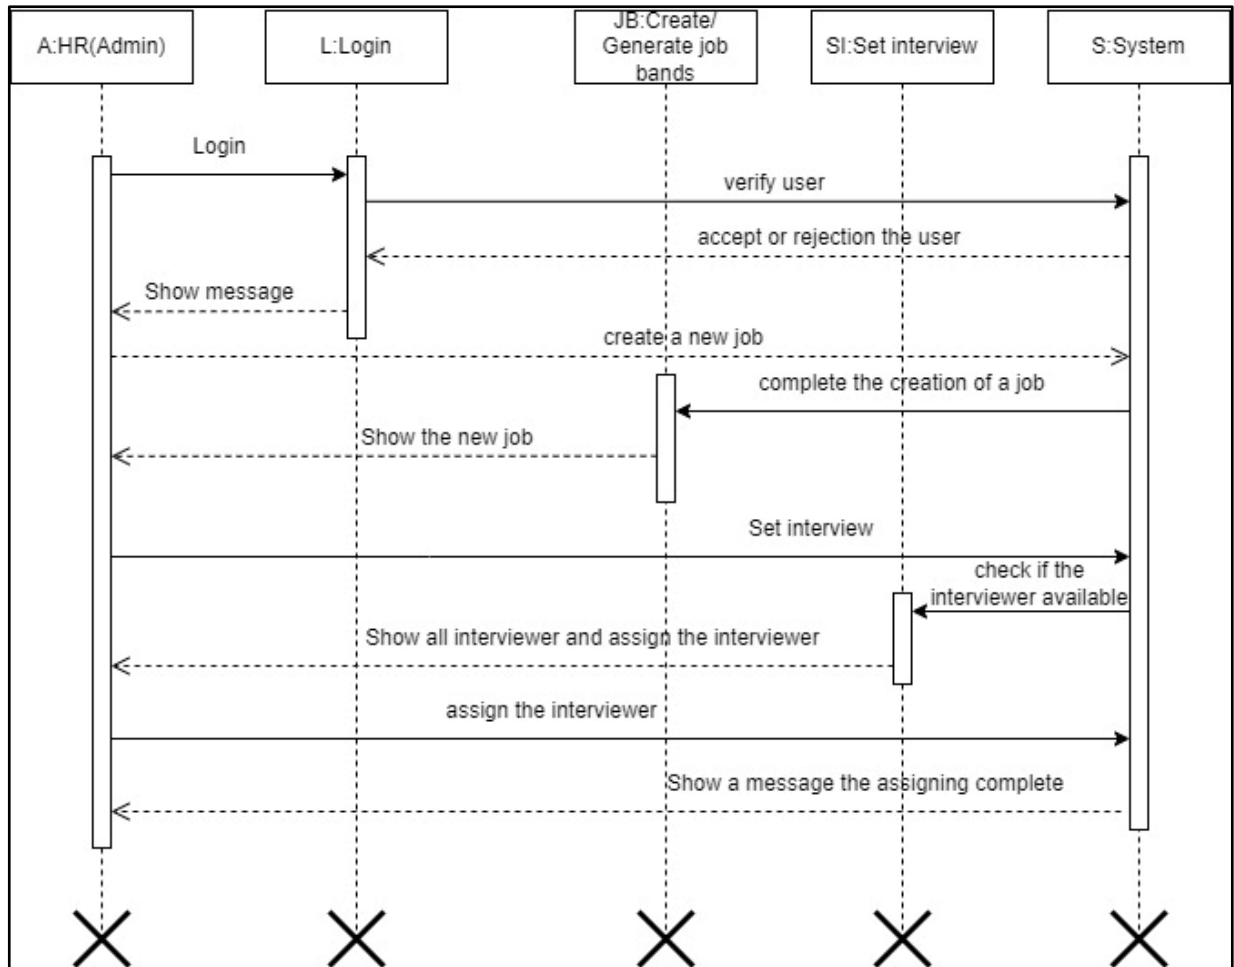 A:HR(Admin)
L:Login
JB:Create/
Generate job
bands
SI:Set interview
S:System
Login
verify user
accept or rejection the user
Show message
create a new job
complete the creation of a job
Show the new job
Set interview
check if the
interviewer available
Show all interviewer and assign the interviewer
assign the interviewer
Show a message the assigning complete